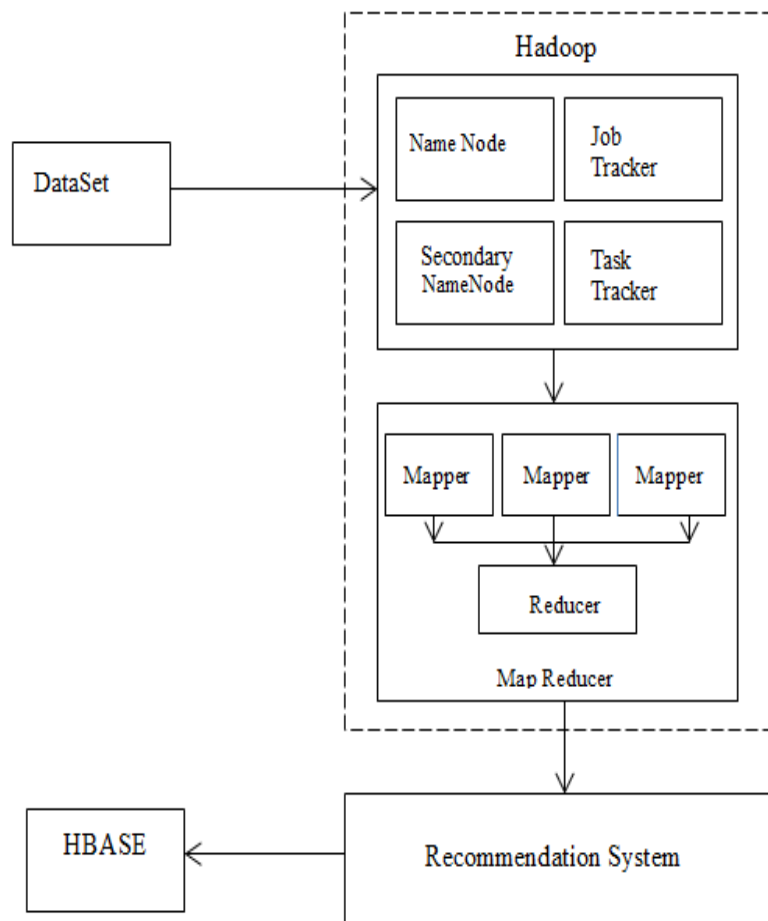 Hadoop
Name Node
Job
Tracker
DataSet
Secondary
NameNode
Task
Tracker
Mapper
Mapper
Mapper
Reducer
Map Reducer
HBASE
Recommendation System